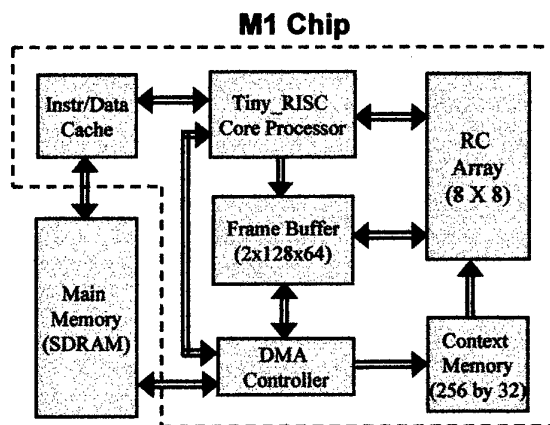 M1 Chip
Instr/Data
Cache
Tiny_RISC
Core Processor
RC
Array
(8 X 8)
Frame Buffer
(2x128x64)
Main
Memory
(SDRAM)
DMA
Controller
Context
Memory
(256 by 32)